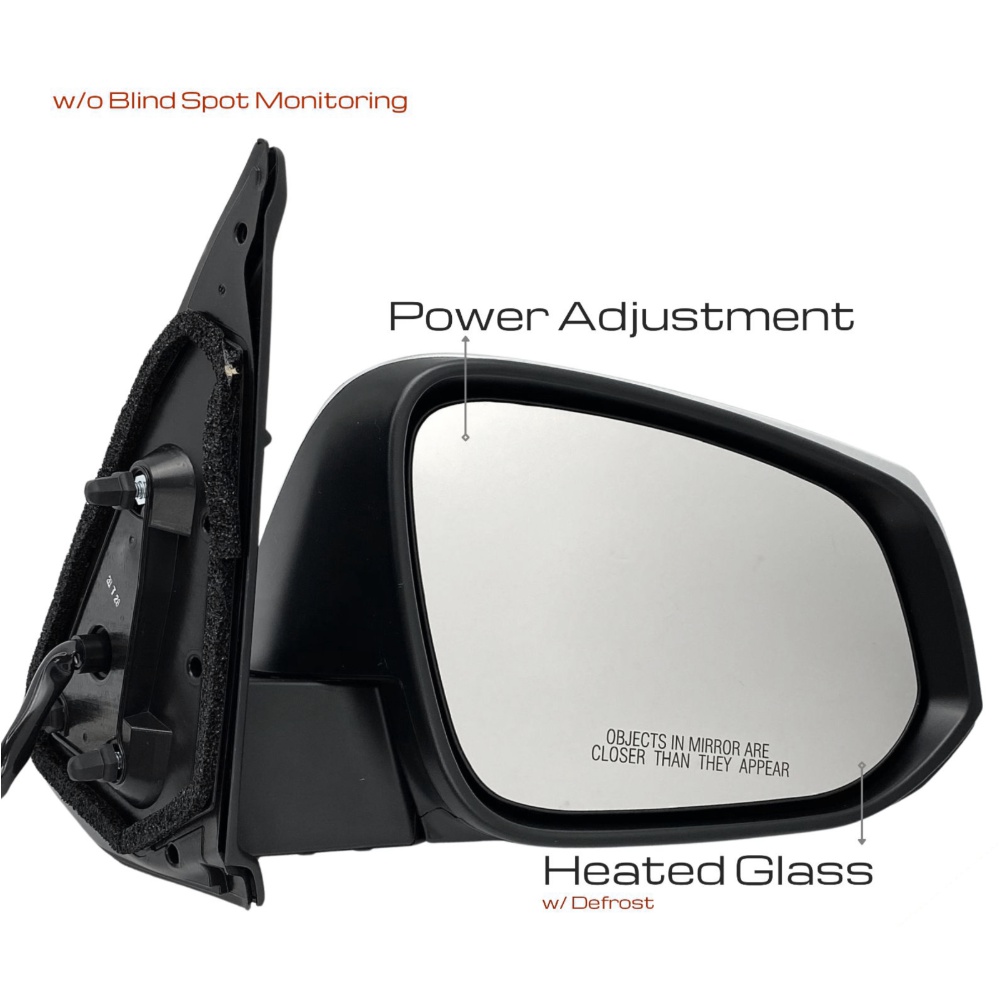 w/o Blind Spot Monitoring
Power Adjustment
OBJECTS IN MIRROR ARE
CLOSER THAN THEY APPEAR
Heated Glass
w/ Defrost